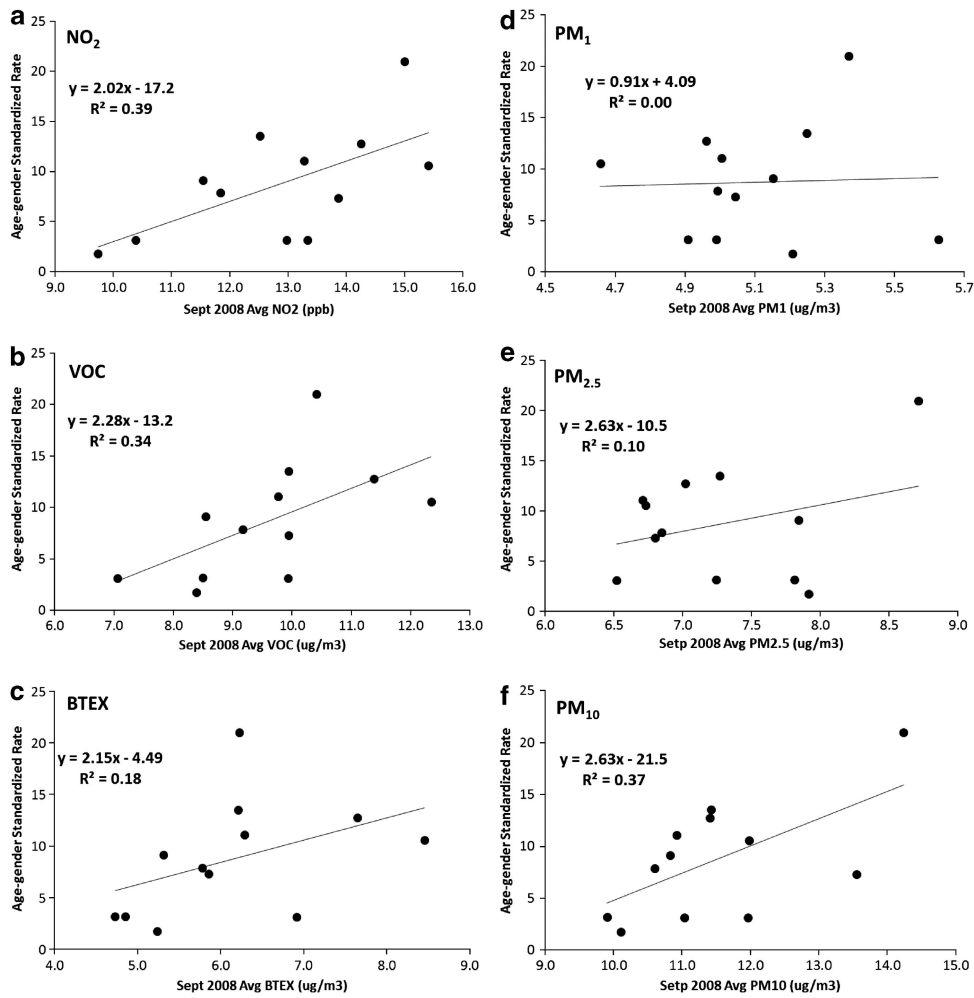 a
NO2
y = 2.02x - 17.2
R² = 0.39
25
20
15
10
5
0
9.0 10.0 11.0 12.0 13.0 14.0 15.0 16.0
Age-gender Standardized Rate
Sept 2008 Avg NO2 (ppb)
b
VOC
y = 2.28x - 13.2
R² = 0.34
25
20
15
10
5
0
6.0 7.0 8.0 9.0 10.0 11.0 12.0 13.0
Age-gender Standardized Rate
Sept 2008 Avg VOC (ug/m3)
c
BTEX
y = 2.15x - 4.49
R² = 0.18
25
20
15
10
5
0
4.0 5.0 6.0 7.0 8.0 9.0
Age-gender Standardized Rate
Sept 2008 Avg BTEX (ug/m3)
d
PM1
y = 0.91x + 4.09
R² = 0.00
25
20
15
10
5
0
4.5 4.7 4.9 5.1 5.3 5.5 5.7
Age-gender Standardized Rate
Setp 2008 Avg PM1 (ug/m3)
e
PM2.5
y = 2.63x - 10.5
R² = 0.10
25
20
15
10
5
0
6.0 6.5 7.0 7.5 8.0 8.5 9.0
Age-gender Standardized Rate
Setp 2008 Avg PM2.5 (ug/m3)
f
PM10
y = 2.63x - 21.5
R² = 0.37
25
20
15
10
5
0
9.0 10.0 11.0 12.0 13.0 14.0 15.0
Age-gender Standardized Rate
Setp 2008 Avg PM10 (ug/m3)